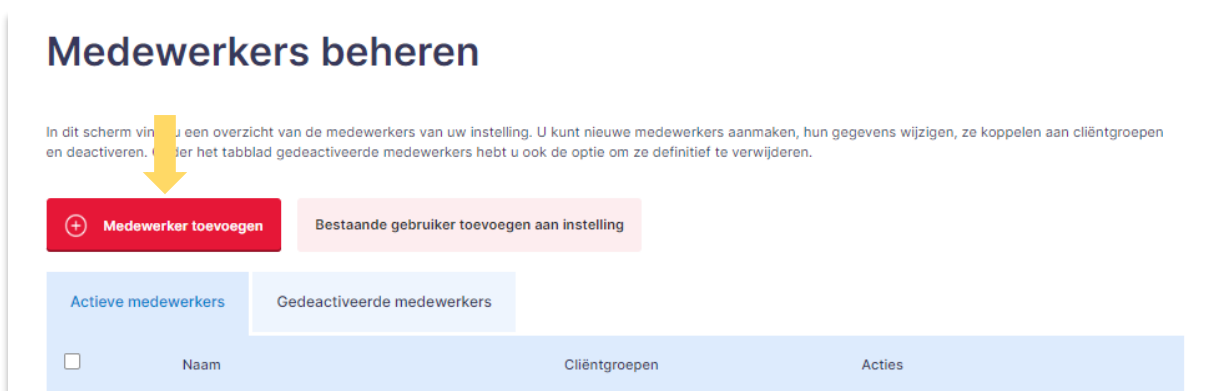 Medewerkers beheren
In dit scherm u een overzicht van de medewerkers van uw instelling. U kunt nieuwe medewerkers aanmaken, hun gegevens wijzigen, ze koppelen aan cliëntgroepen
en deactiveren. het tabblad gedeactiveerde medewerkers hebt u ook de optie om ze definitief te verwijderen.
Medewerker toevoegen Bestaande gebruiker toevoegen aan instelling
Actieve medewerkers Gedeactiveerde medewerkers
Naam Cliëntgroepen Acties